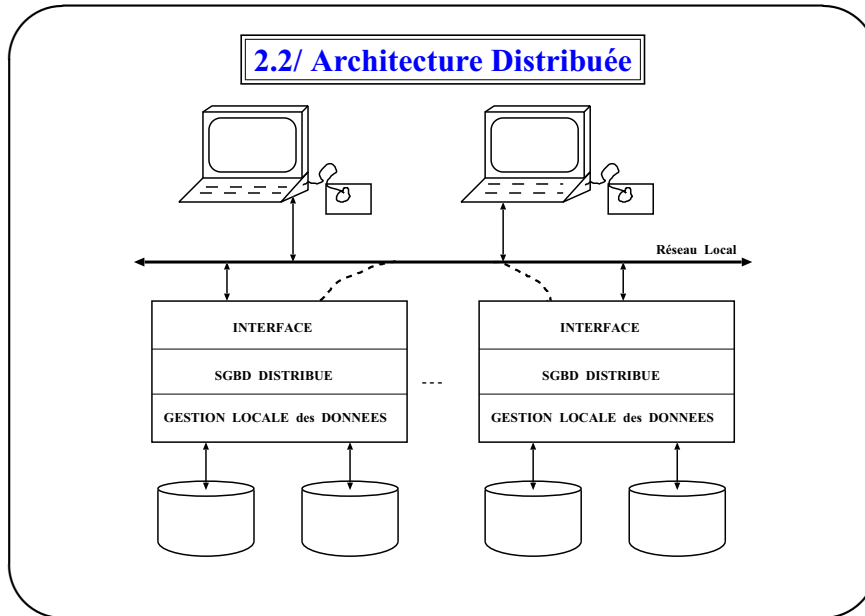 2.2/ Architecture Distribuée
Réseau Local
INTERFACE
SGBD DISTRIBUE
GESTION LOCALE des DONNEES
---
INTERFACE
SGBD DISTRIBUE
GESTION LOCALE des DONNEES